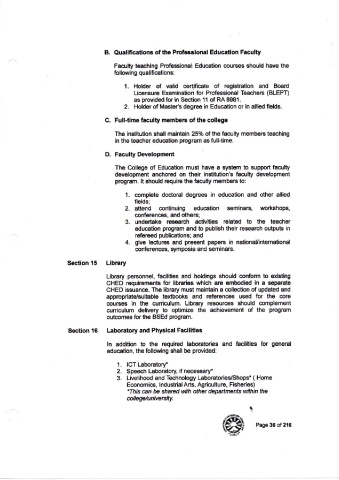 B. Qualifications of the Professional Education Faculty
Faculty teaching Professional Education courses should have the
following qualifications:
1. Holder of valid certificate of registration and Board
Licensure Examination for Professional Teachers (BLEPT)
as provided for in Section 11 of RA 8981.
2. Holder of Master's degree in Education or in allied fields.
C. Full-time faculty members of the college
The institution shall maintain 25% of the faculty members teaching
in the teacher education program as full-time.
D. Faculty Development
The College of Education must have a system to support faculty
development anchored on their institution's faculty development
program. It should require the faculty members to:
1. complete doctoral degrees in education and other allied
fields;
2. attend continuing education seminars, workshops,
conferences, and others;
3. undertake research activities related to the teacher
education program and to publish their research outputs in
refereed publications; and
4. give lectures and present papers in national/international
conferences, symposia and seminars.
Section 15 Library
Library personnel, facilities and holdings should conform to existing
CHED requirements for libraries which are embodied in a separate
CHED issuance. The library must maintain a collection of updated and
appropriate/suitable textbooks and references used for the core
courses in the curriculum. Library resources should complement
curriculum delivery to optimize the achievement of the program
outcomes for the BSEd program.
Section 16 Laboratory and Physical Facilities
In addition to the required laboratories and facilities for general
education, the following shall be provided:
1. ICT Laboratory*
2. Speech Laboratory, if necessary*
3. Livelihood and Technology Laboratories/Shops* ( Home
Economics, Industrial Arts, Agriculture, Fisheries)
*This can be shared with other departments within the
college/university.
Page 36 of 216